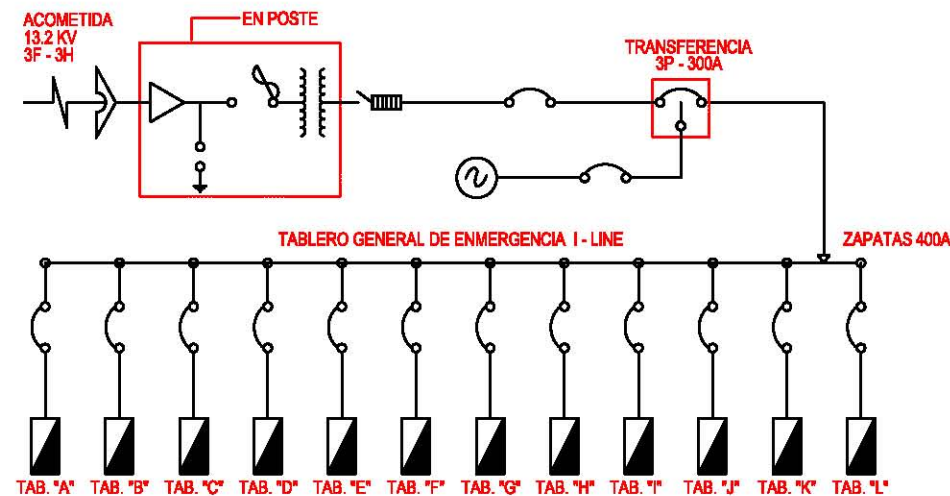 ACOMETIDA
13.2 KV
3F - 3H
EN POSTE
TRANSFERENCIA
3P - 300A
TABLERO GENERAL DE ENMERGENCIA I - LINE
ZAPATAS 400A
TAB. "A"
TAB. "B"
TAB. "C"
TAB. "D"
TAB. "E"
TAB. "F"
TAB. "G"
TAB. "H"
TAB. "I"
TAB. "J"
TAB. "K"
TAB. "L"